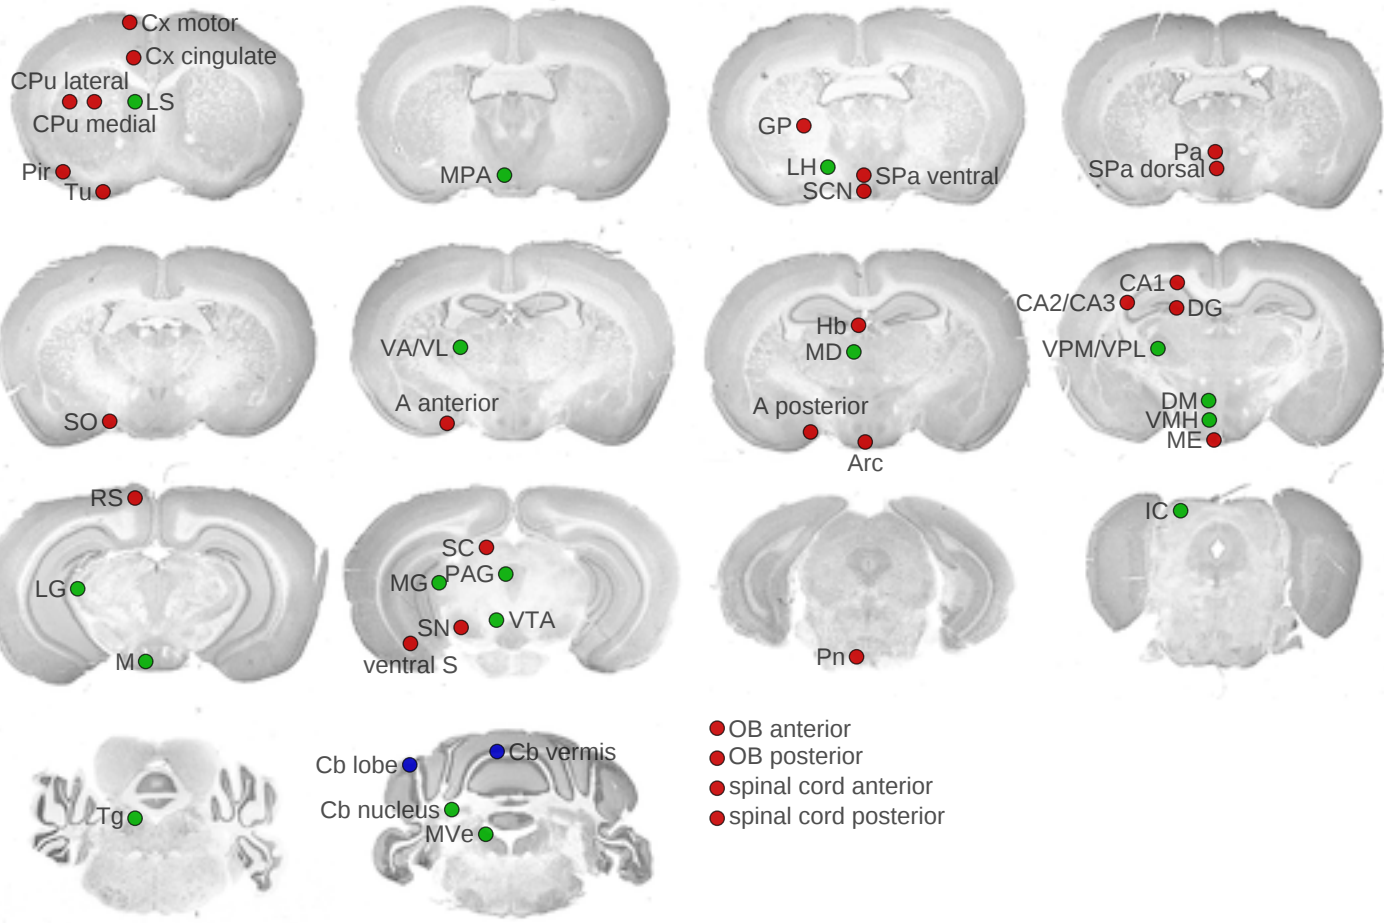 Cx motor
Cx cingulate
CPu lateral
LS
CPu medial
Pir
Tu
MPA
GP
LH
SPa ventral
SCN
Pa
SPa dorsal
SO
VA/VL
A anterior
Hb
MD
A posterior
Arc
CA1
CA2/CA3
DG
VPM/VPL
DM
VMH
ME
RS
LG
M
SC
MG
PAG
SN
VTA
ventral S
Pn
IC
Tg
Cb lobe
Cb vermis
Cb nucleus
MVe
OB anterior
OB posterior
spinal cord anterior
spinal cord posterior